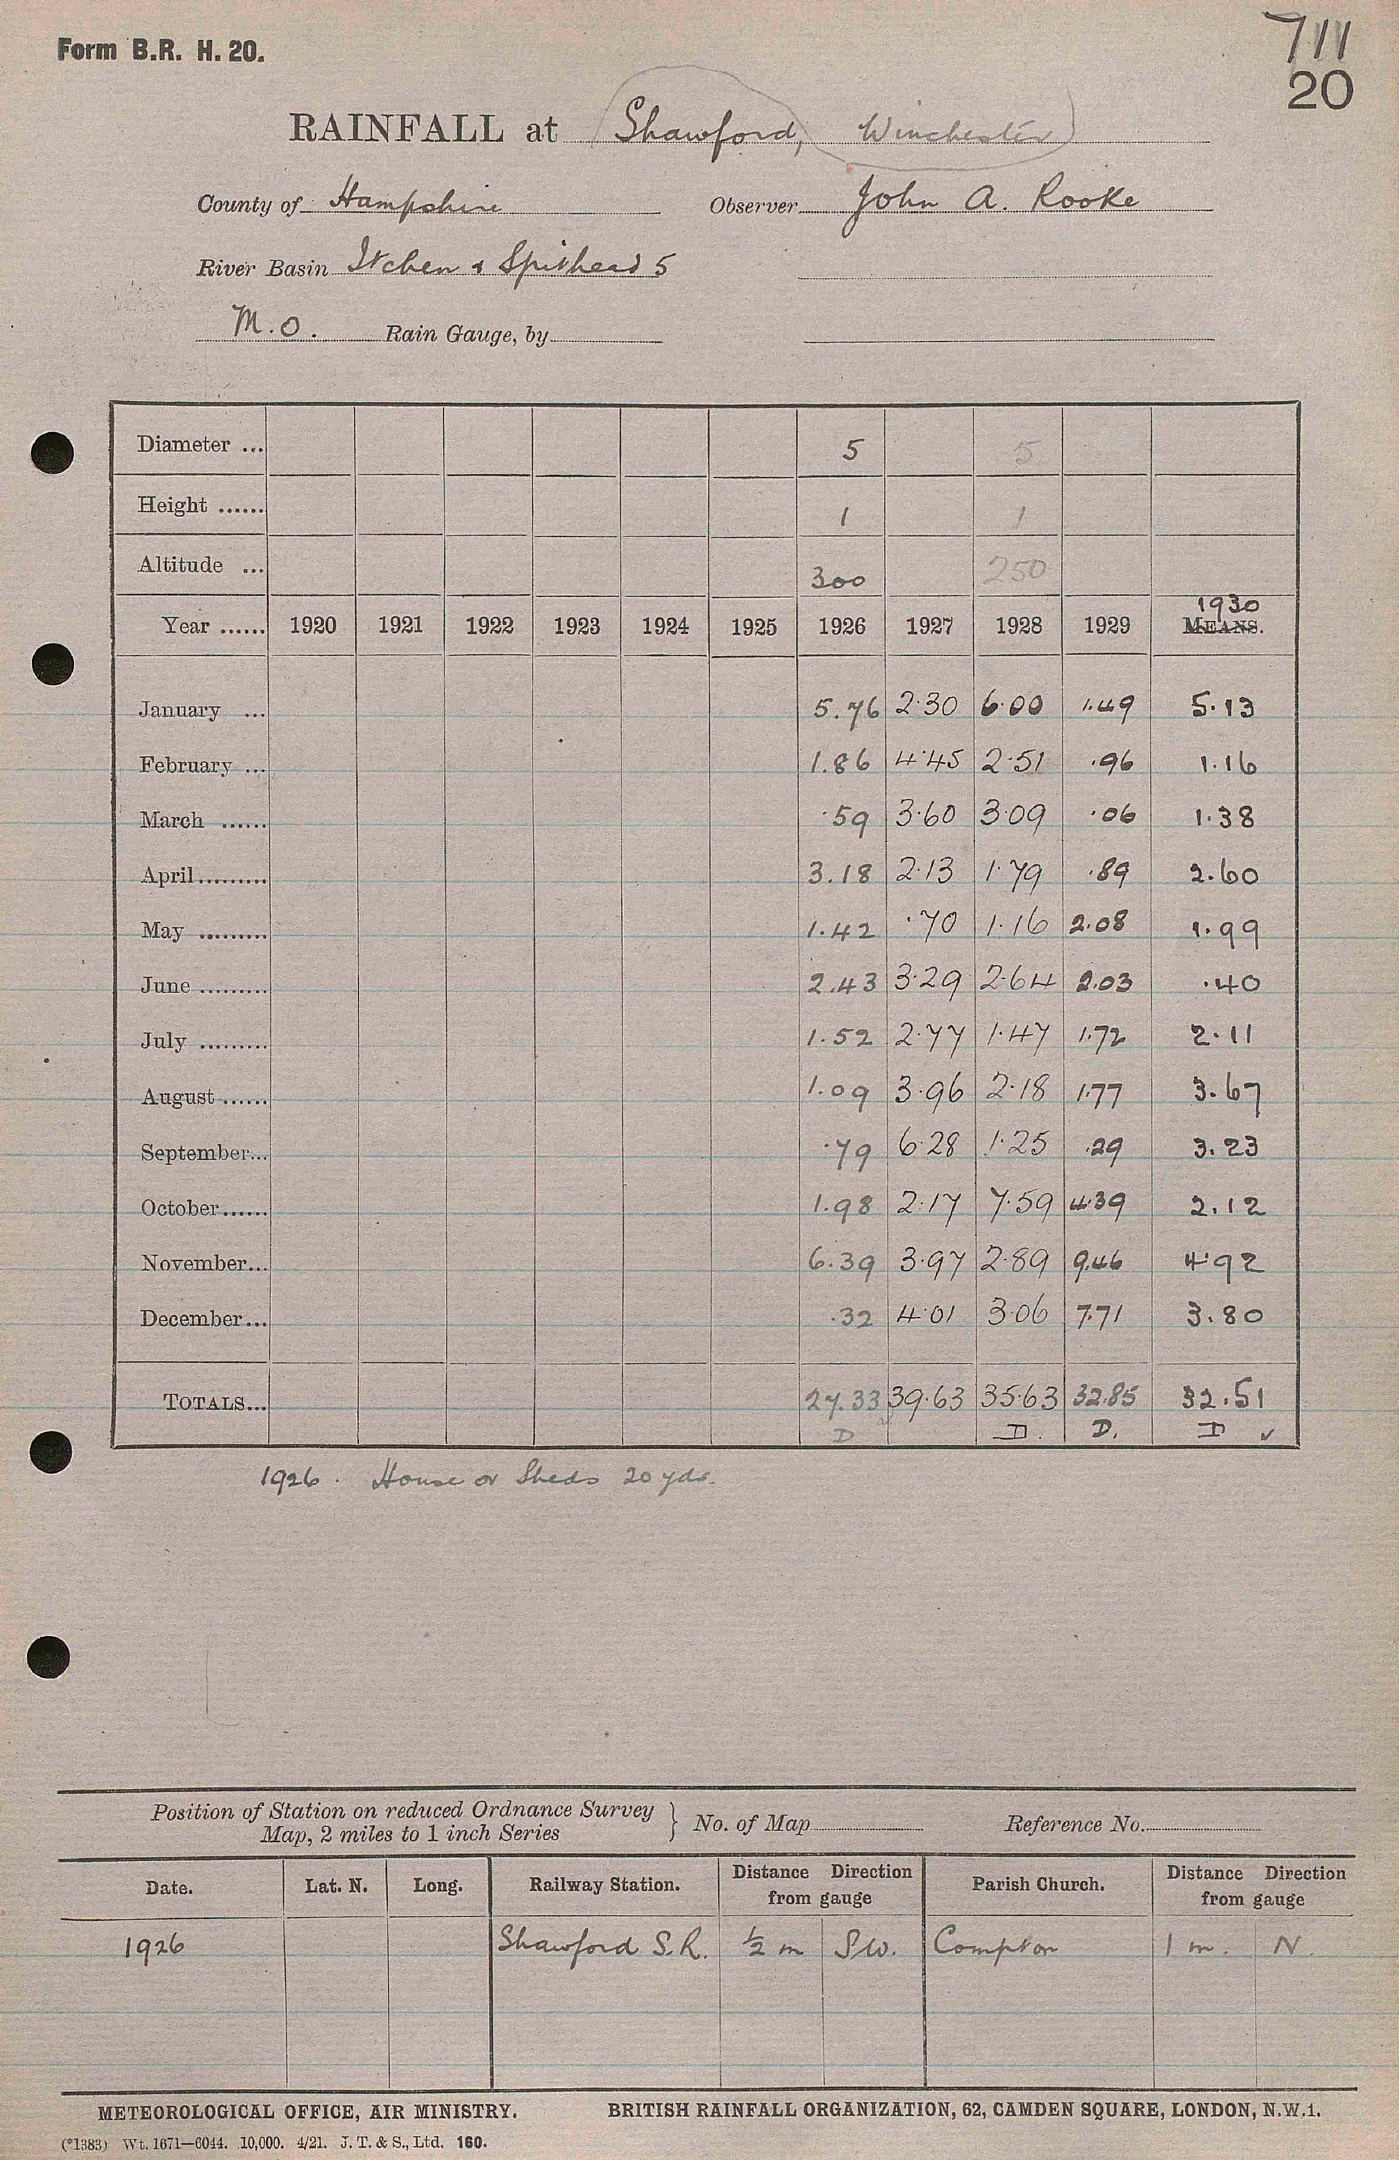 Form B.R. H. 20.
711
20
RAINFALL at Shawford, Winchester
County of Hampshire Observer John A. Rooke
River Basin Itchen & Spithead 5
M.O. Rain Gauge, by
Diameter ... 5 5
Height ...... 1 1
Altitude ... 300 250
1930
Year ...... 1920 1921 1922 1923 1924 1925 1926 1927 1928 1929 MEANS.
January ... 5.76 2.30 6.00 1.49 5.13
February ... 1.86 4.45 2.51 .96 1.16
March ...... .59 3.60 3.09 .06 1.38
April......... 3.18 2.13 1.79 .89 2.60
May ......... 1.42 .70 1.16 2.08 1.99
June ......... 2.43 3.29 2.64 2.03 .40
July ......... 1.52 2.77 1.47 1.72 2.11
August ...... 1.09 3.96 2.18 1.77 3.67
September... .79 6.28 1.25 .29 3.23
October...... 1.98 2.17 7.59 4.39 2.12
November... 6.39 3.97 2.89 9.46 4.92
December... .32 4.01 3.06 7.71 3.80
TOTALS... 27.33 39.63 35.63 32.85 32.51
D D. D. D ✓
1926. House or Sheds 20 yds.
Position of Station on reduced Ordnance Survey
Map, 2 miles to 1 inch Series } No. of Map Reference No.
Date. Lat. N. Long. Railway Station. Distance Direction from gauge Parish Church. Distance Direction from gauge
1926 Shawford S.R. ½ m S.W. Compton 1 m. N.
METEOROLOGICAL OFFICE, AIR MINISTRY. BRITISH RAINFALL ORGANIZATION, 62, CAMDEN SQUARE, LONDON, N.W.1.
(*1383) Wt. 1671—6044. 10,000. 4/21. J. T. & S., Ltd. 160.